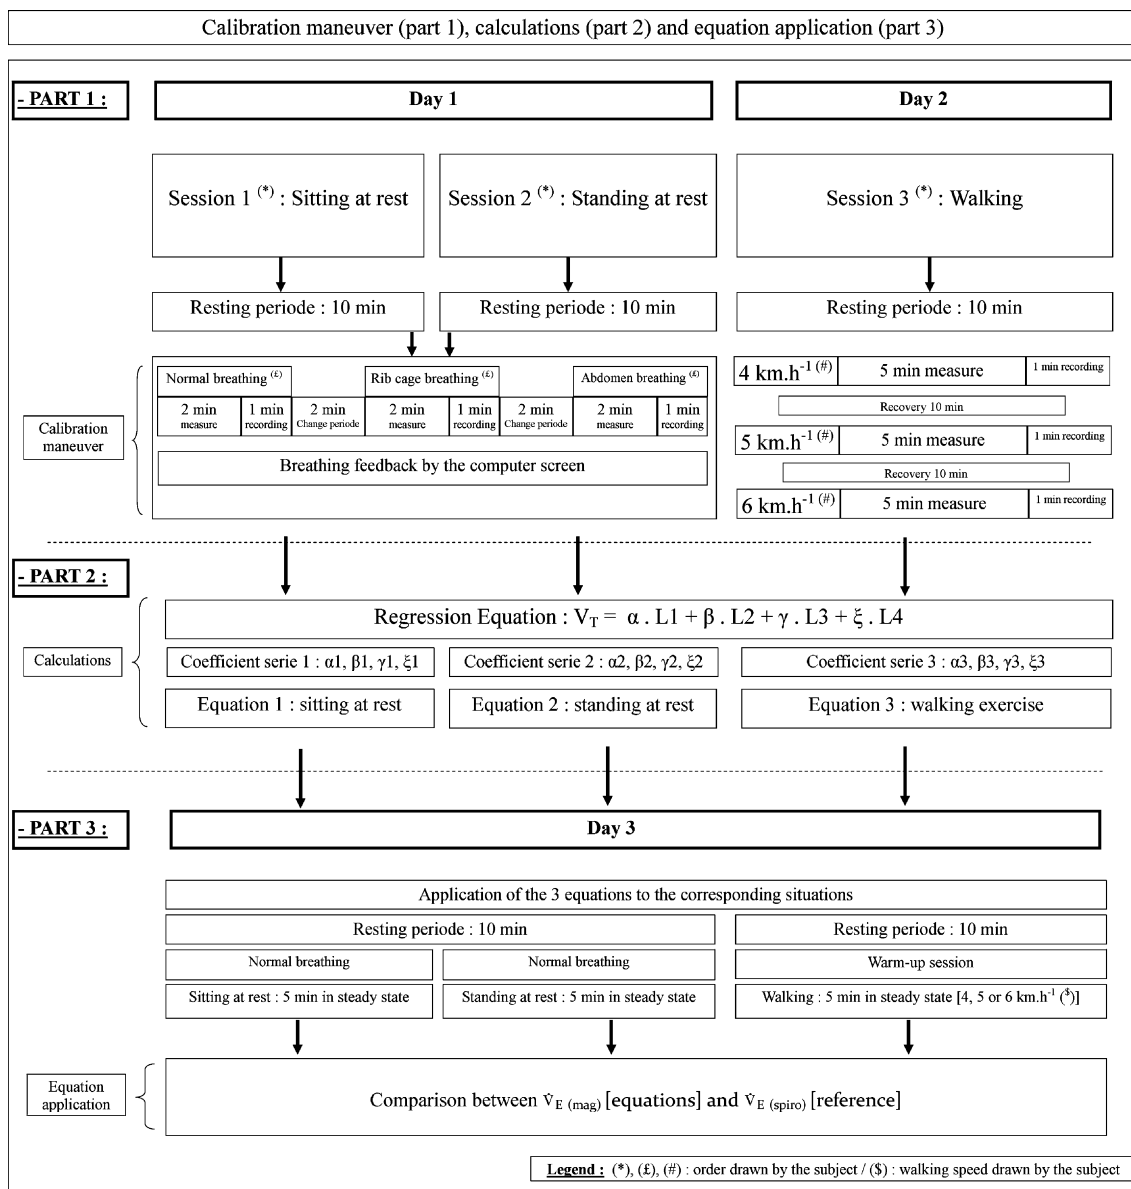 Calibration maneuver (part 1), calculations (part 2) and equation application (part 3)
- PART 1 :
Day 1
Day 2
Session 1 (*) : Sitting at rest
Session 2 (*) : Standing at rest
Session 3 (*) : Walking
Resting periode : 10 min
Resting periode : 10 min
Resting periode : 10 min
Calibration
maneuver
Normal breathing (£)
Rib cage breathing (£)
Abdomen breathing (£)
2 min
measure
1 min
recording
2 min
Change periode
2 min
measure
1 min
recording
2 min
Change periode
2 min
measure
1 min
recording
Breathing feedback by the computer screen
4 km.h-1 (#)
5 min measure
1 min recording
Recovery 10 min
5 km.h-1 (#)
5 min measure
1 min recording
Recovery 10 min
6 km.h-1 (#)
5 min measure
1 min recording
- PART 2 :
Calculations
Regression Equation : VT = α . L1 + β . L2 + γ . L3 + ξ . L4
Coefficient serie 1 : α1, β1, γ1, ξ1
Coefficient serie 2 : α2, β2, γ2, ξ2
Coefficient serie 3 : α3, β3, γ3, ξ3
Equation 1 : sitting at rest
Equation 2 : standing at rest
Equation 3 : walking exercise
- PART 3 :
Day 3
Application of the 3 equations to the corresponding situations
Resting periode : 10 min
Resting periode : 10 min
Normal breathing
Normal breathing
Warm-up session
Sitting at rest : 5 min in steady state
Standing at rest : 5 min in steady state
Walking : 5 min in steady state [4, 5 or 6 km.h-1 ($)]
Equation
application
Comparison between V̇E (mag) [equations] and V̇E (spiro) [reference]
Legend : (*), (£), (#) : order drawn by the subject / ($) : walking speed drawn by the subject